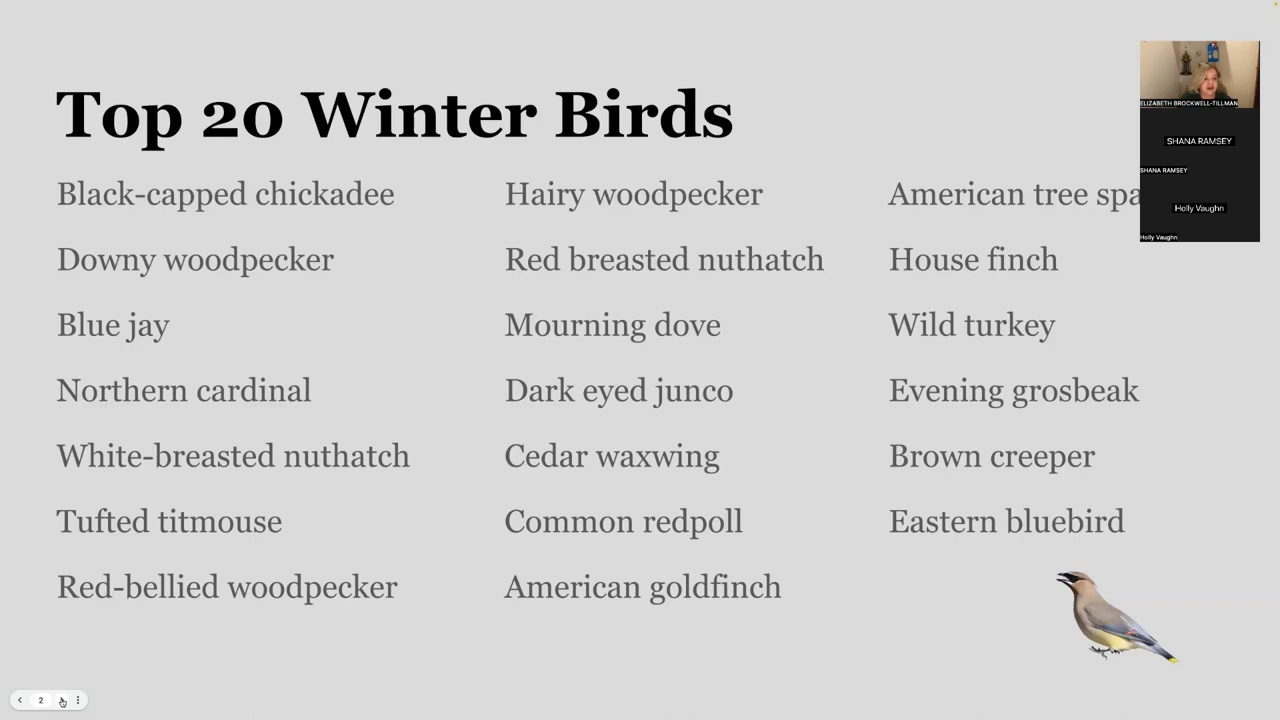 Top 20 Winter Birds
Black-capped chickadee
Downy woodpecker
Blue jay
Northern cardinal
White-breasted nuthatch
Tufted titmouse
Red-bellied woodpecker
Hairy woodpecker
Red breasted nuthatch
Mourning dove
Dark eyed junco
Cedar waxwing
Common redpoll
American goldfinch
American tree
House finch
Wild turkey
Evening grosbeak
Brown creeper
Eastern bluebird
ELIZABETH BROCKWELL-TILLMAN
SHANA RAMSEY
SHANA RAMSEY
Holly Vaughn
Holly Vaughn
2